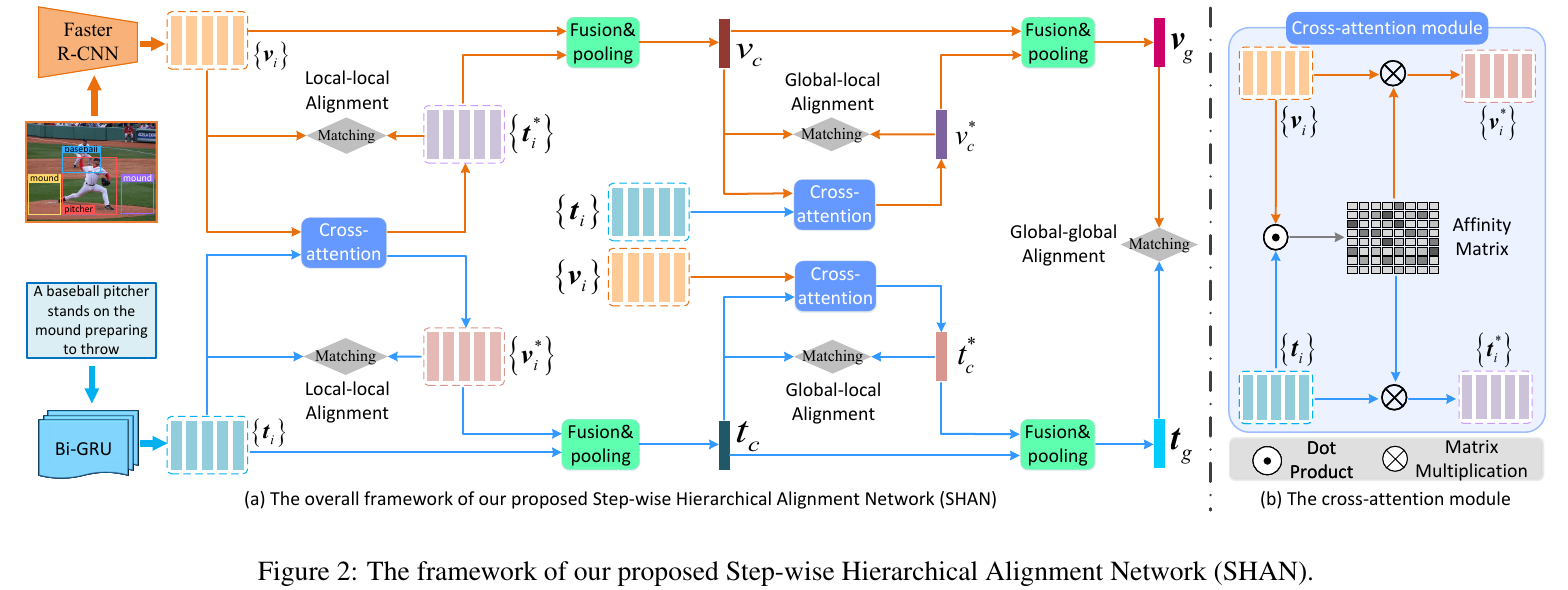 Faster
R-CNN
{v_i}
Fusion&
pooling
v_c
Fusion&
pooling
v_g
Local-local
Alignment
Matching
{t_i^*}
Global-local
Alignment
Matching
v_c^*
baseball
mound
mound
pitcher
Cross-
attention
{t_i}
Cross-
attention
{v_i}
Cross-
attention
Global-global
Alignment
Matching
A baseball pitcher
stands on the
mound preparing
to throw
Matching
Local-local
Alignment
{v_i^*}
Matching
Global-local
Alignment
t_c^*
Bi-GRU
{t_i}
Fusion&
pooling
t_c
Fusion&
pooling
t_g
(a) The overall framework of our proposed Step-wise Hierarchical Alignment Network (SHAN)
Cross-attention module
{v_i}
{v_i^*}
Affinity
Matrix
{t_i}
{t_i^*}
Dot
Product
Matrix
Multiplication
(b) The cross-attention module
Figure 2: The framework of our proposed Step-wise Hierarchical Alignment Network (SHAN).